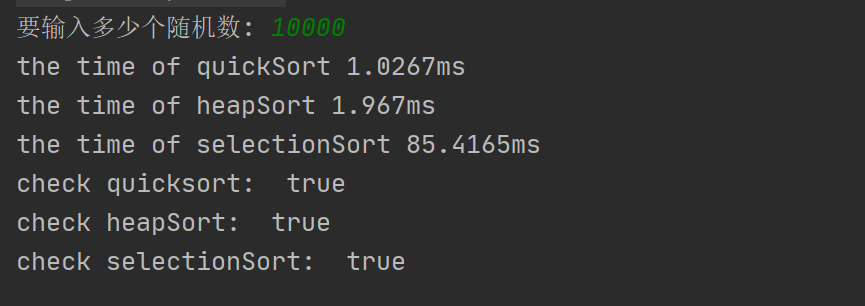 要输入多少个随机数: 10000
the time of quickSort 1.0267ms
the time of heapSort 1.967ms
the time of selectionSort 85.4165ms
check quicksort:  true
check heapSort:  true
check selectionSort:  true